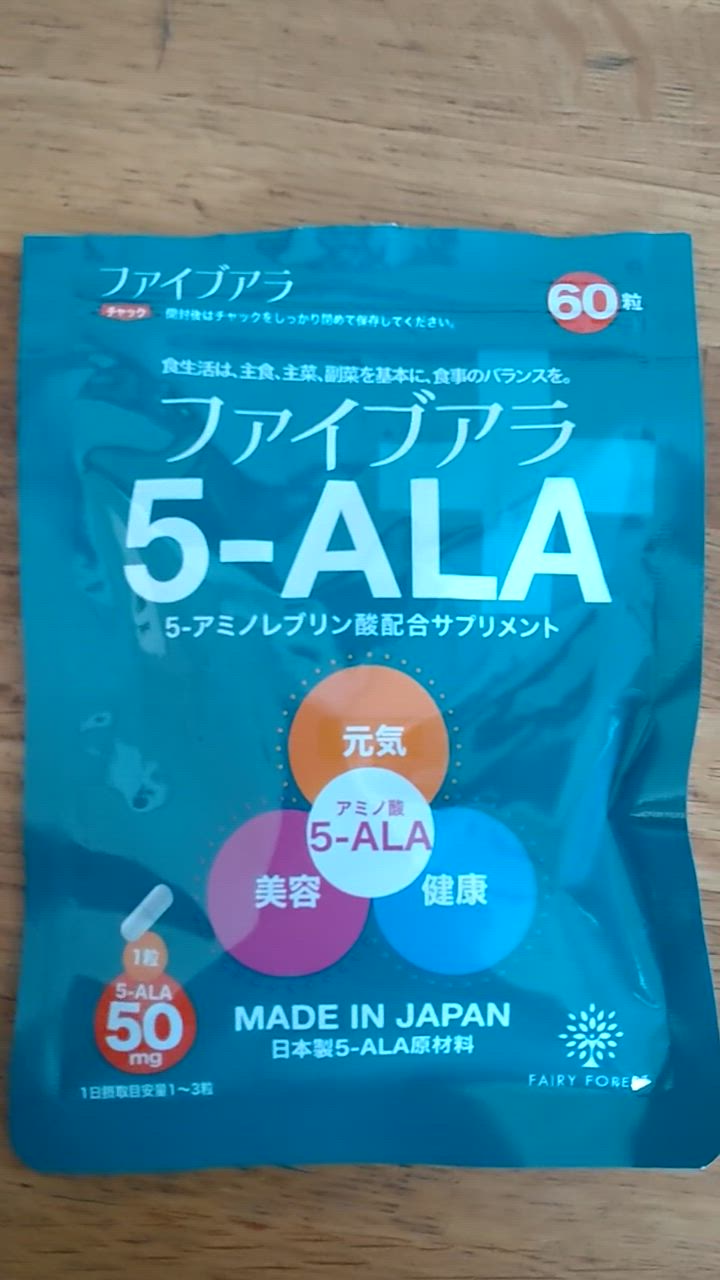 ファイブアラ
チャック 開封後はチャックをしっかり閉めて保存してください。
60粒
食生活は、主食、主菜、副菜を基本に、食事のバランスを。
ファイブアラ
5-ALA
5-アミノレブリン酸配合サプリメント
元気
アミノ酸
5-ALA
美容
健康
1粒
5-ALA
50
mg
1日摂取目安量1〜3粒
MADE IN JAPAN
日本製5-ALA原材料
FAIRY FORE